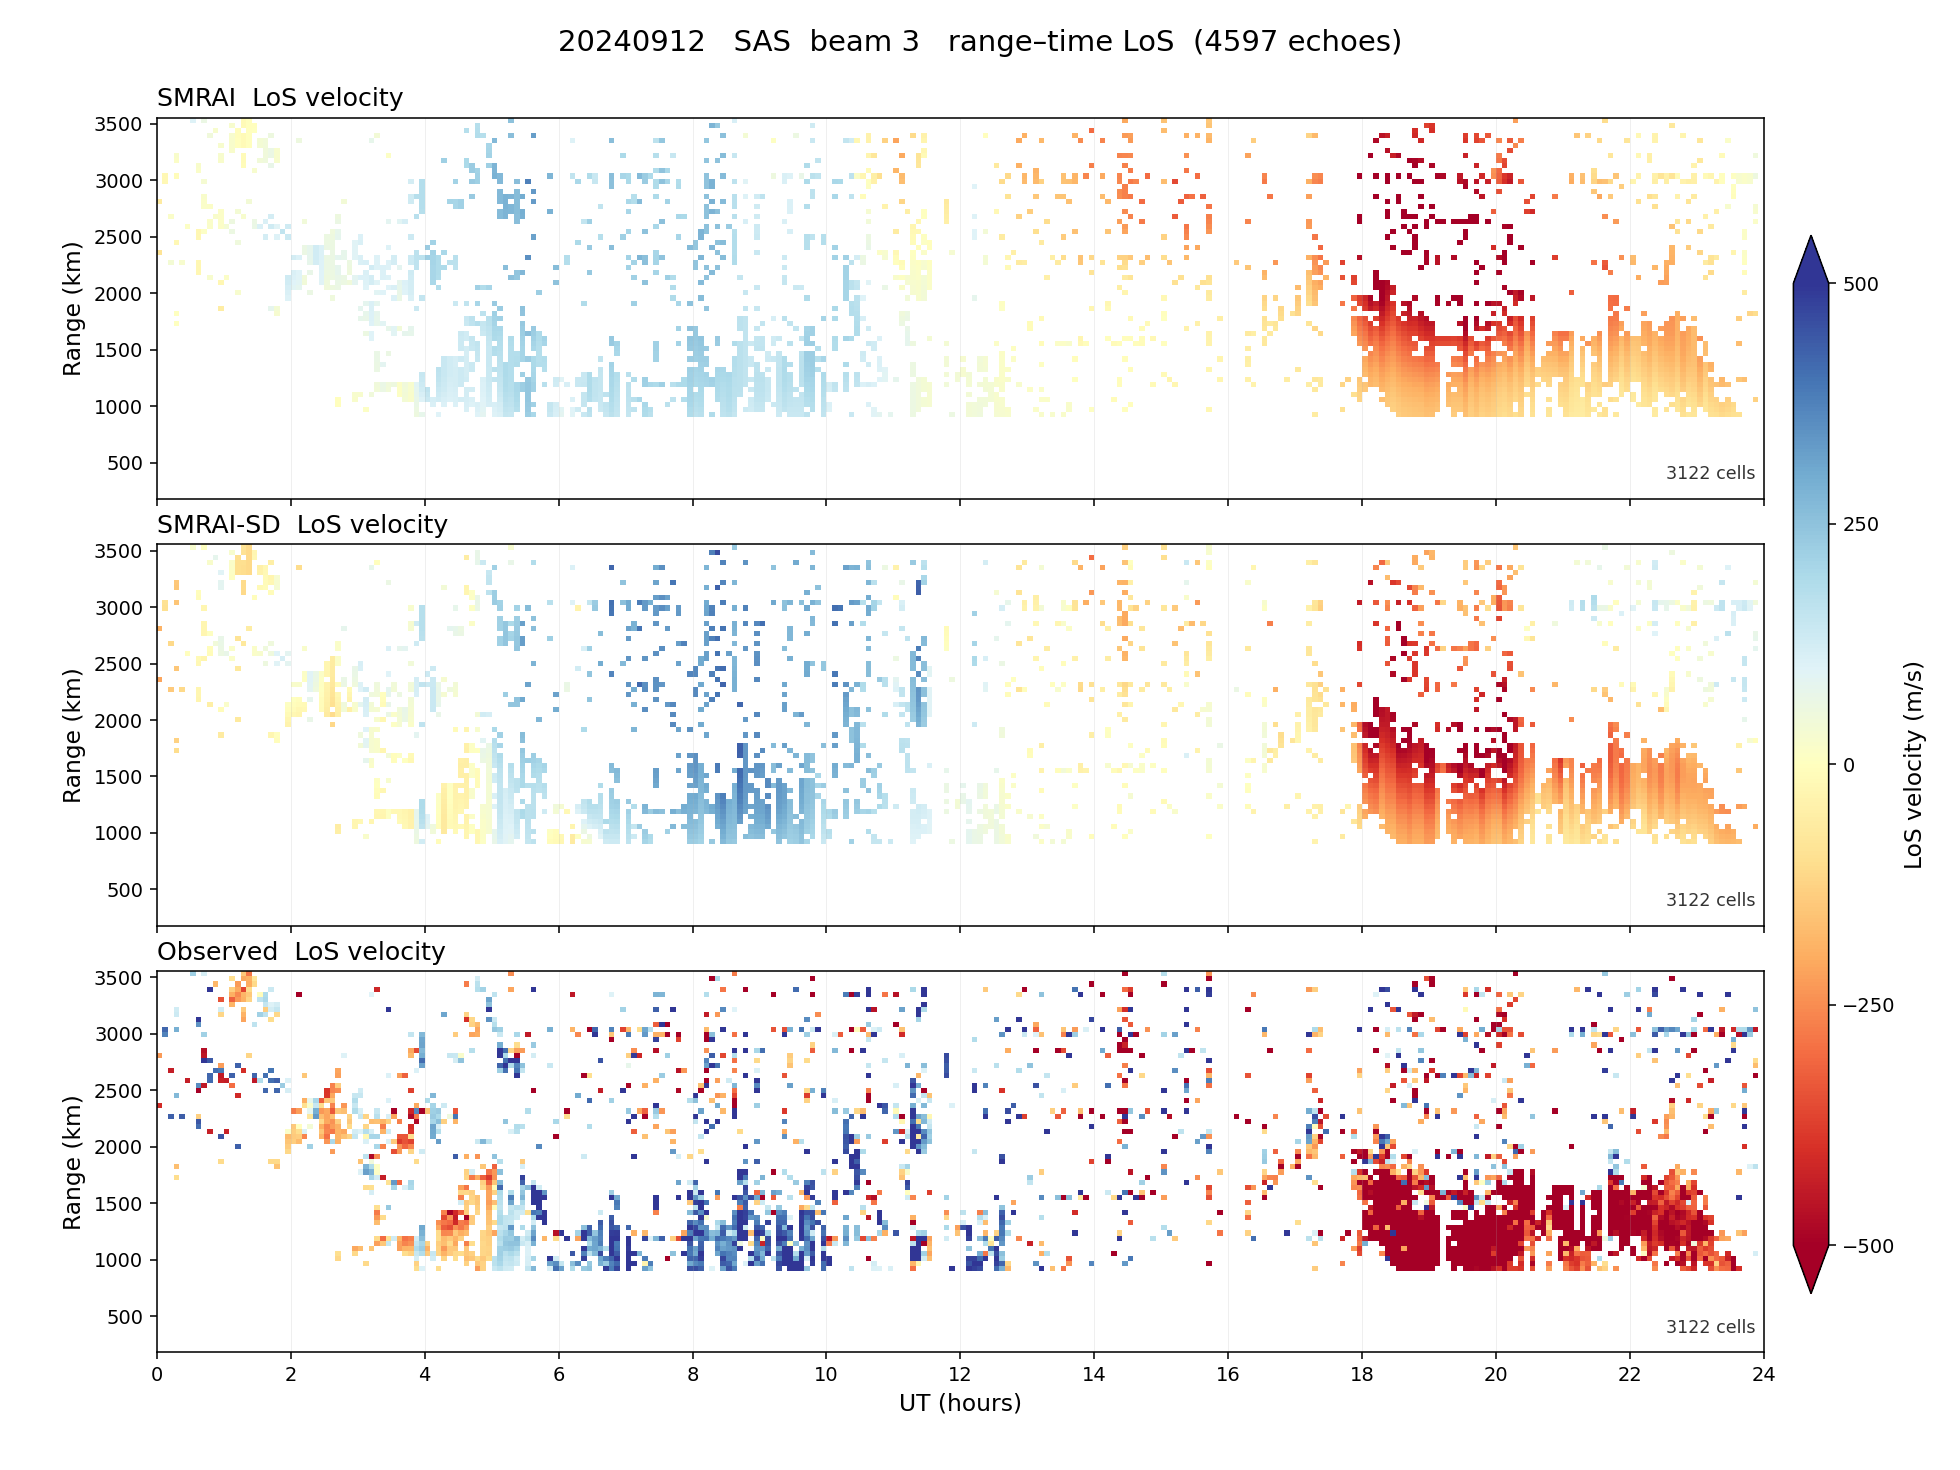 20240912   SAS  beam 3   range–time LoS  (4597 echoes)
SMRAI  LoS velocity
3500
3000
2500
2000
1500
1000
500
Range (km)
3122 cells
SMRAI-SD  LoS velocity
3500
3000
2500
2000
1500
1000
500
Range (km)
3122 cells
Observed  LoS velocity
3500
3000
2500
2000
1500
1000
500
Range (km)
3122 cells
0 2 4 6 8 10 12 14 16 18 20 22 24
UT (hours)
500
250
0
−250
−500
LoS velocity (m/s)